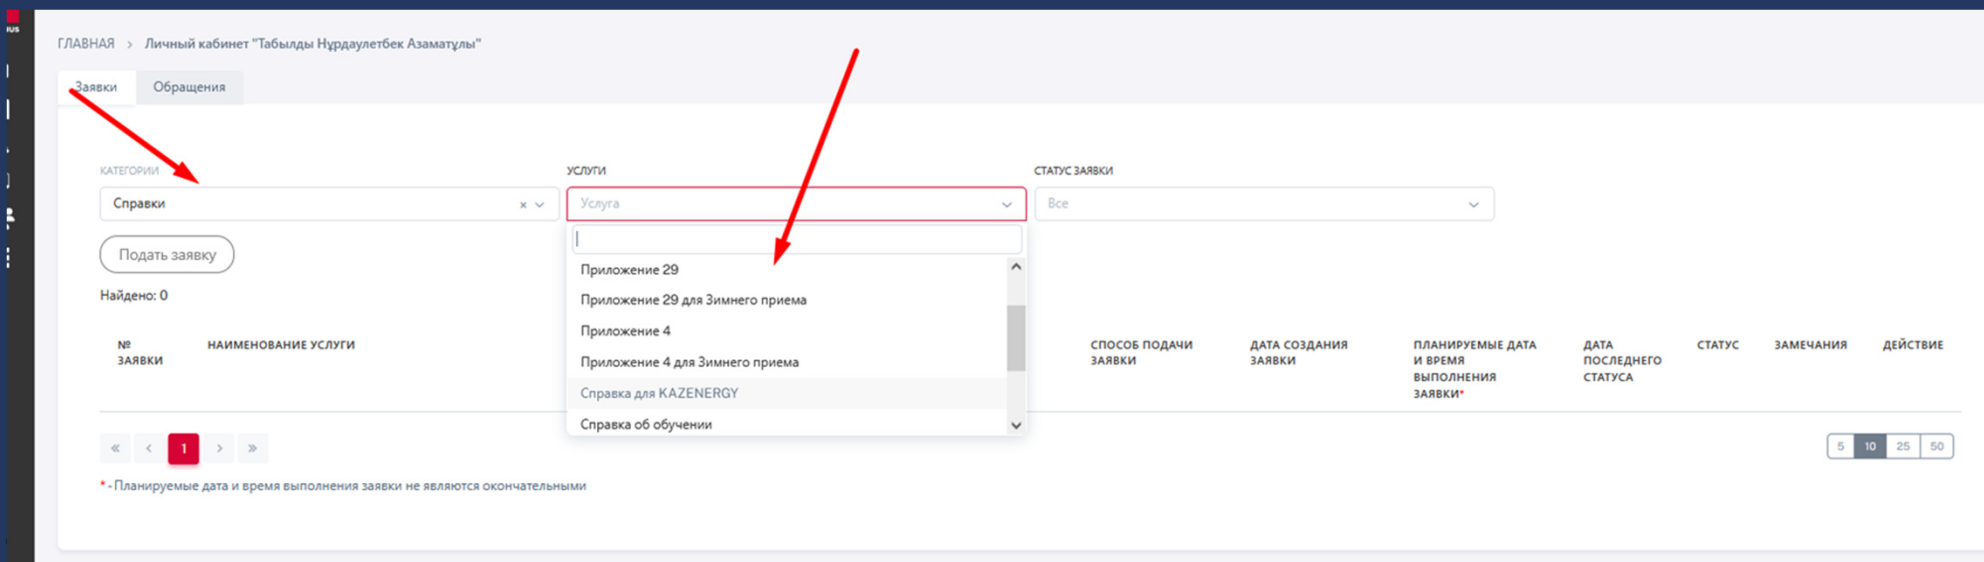 ГЛАВНАЯ > Личный кабинет "Табылды Нұрдаулетбек Азаматұлы"
Заявки Обращения
КАТЕГОРИИ УСЛУГИ СТАТУС ЗАЯВКИ
Справки × Услуга Все
Подать заявку
Приложение 29
Найдено: 0
Приложение 29 для Зимнего приема
Приложение 4
Приложение 4 для Зимнего приема
Справка для KAZENERGY
Справка об обучении
№ ЗАЯВКИ
НАИМЕНОВАНИЕ УСЛУГИ
СПОСОБ ПОДАЧИ
ЗАЯВКИ
ДАТА СОЗДАНИЯ
ЗАЯВКИ
ПЛАНИРУЕМЫЕ ДАТА
И ВРЕМЯ
ВЫПОЛНЕНИЯ
ЗАЯВКИ*
ДАТА
ПОСЛЕДНЕГО
СТАТУСА
СТАТУС
ЗАМЕЧАНИЯ
ДЕЙСТВИЕ
« < 1 > » 5 10 25 50
* - Планируемые дата и время выполнения заявки не являются окончательными